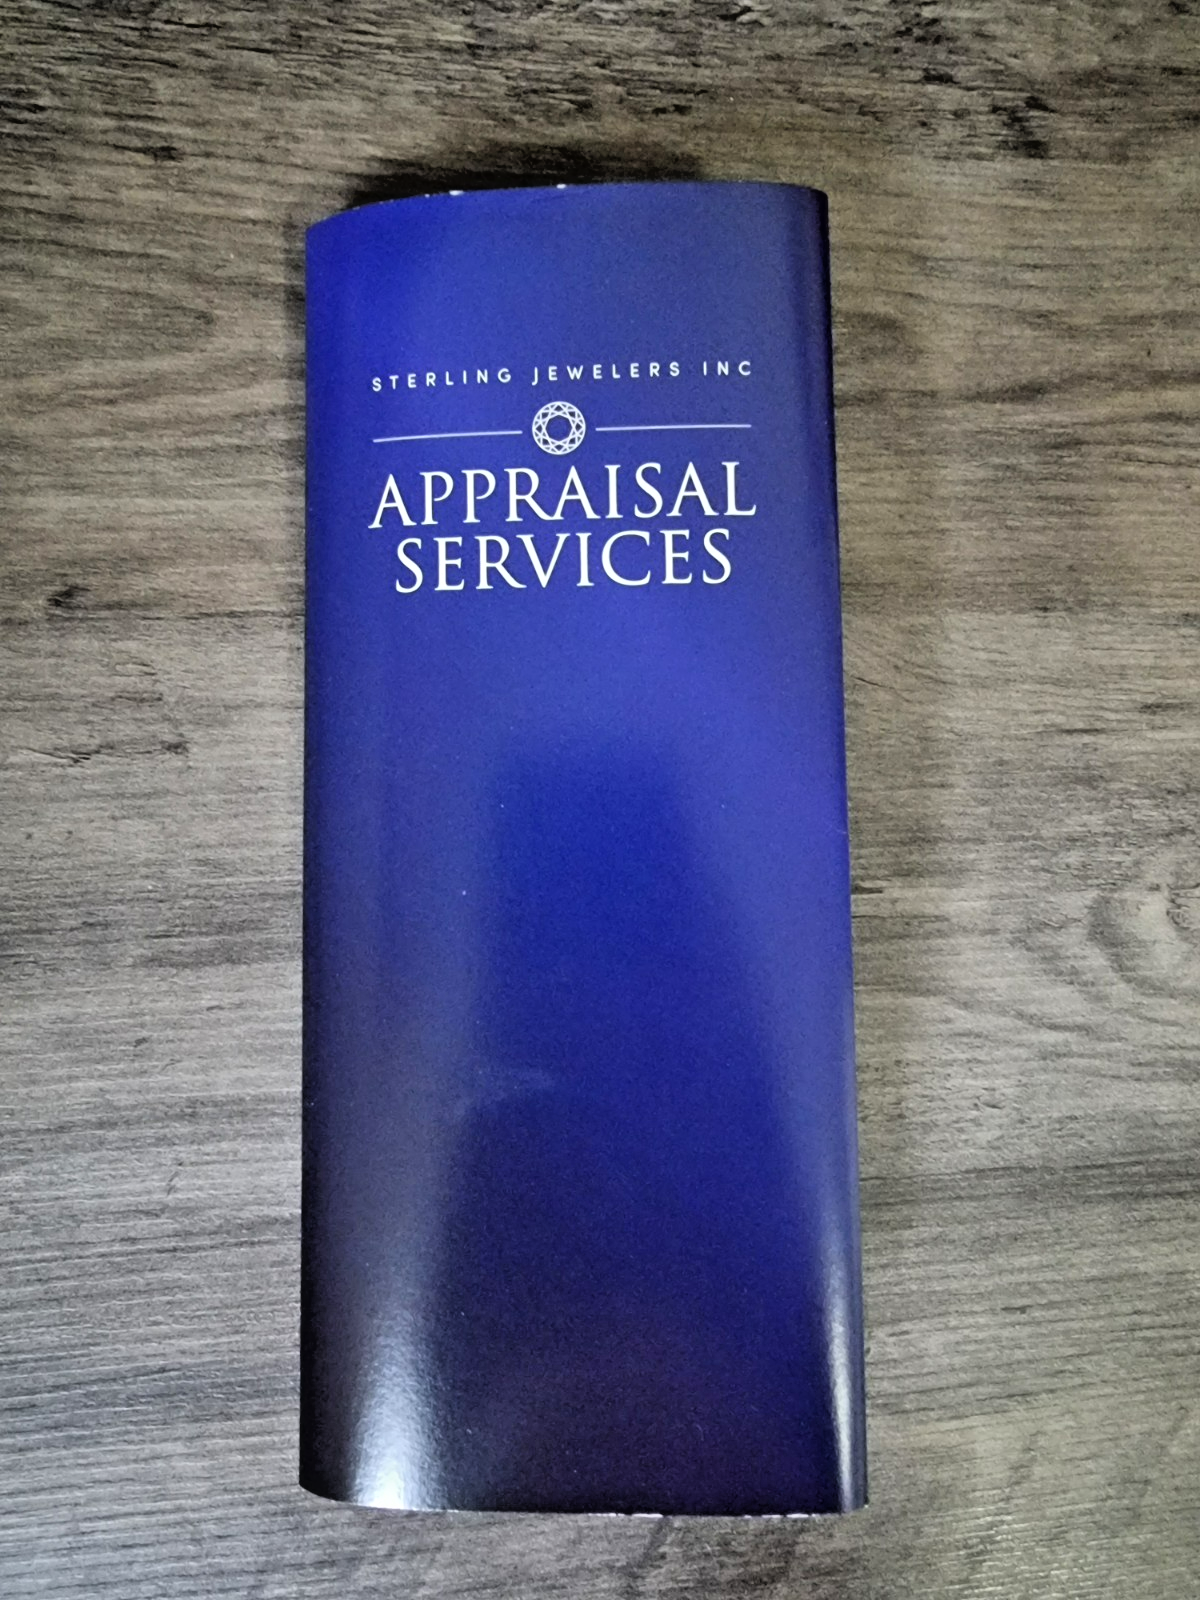 STERLING JEWELERS INC
APPRAISAL
SERVICES